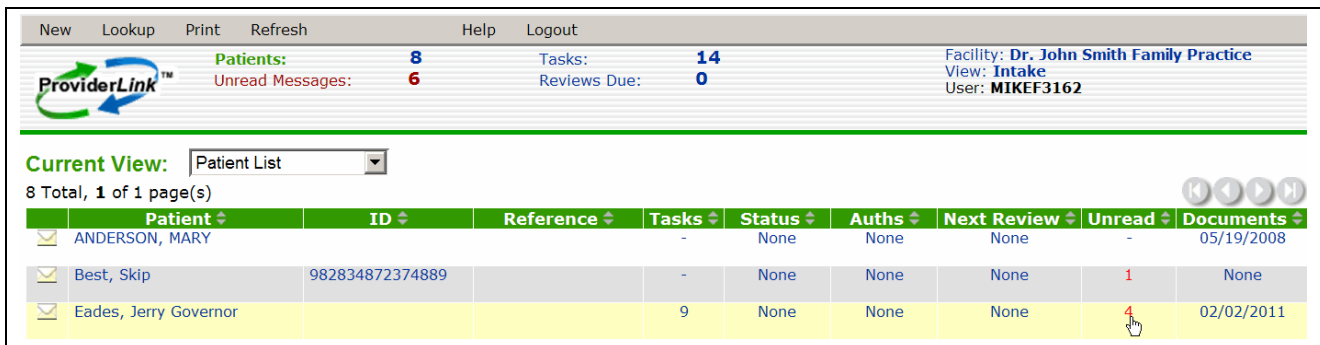 New Lookup Print Refresh Help Logout
ProviderLink™
Patients: 8 Tasks: 14 Facility: Dr. John Smith Family Practice
Unread Messages: 6 Reviews Due: 0 View: Intake
User: MIKEF3162
Current View: Patient List
8 Total, 1 of 1 page(s)
Patient ID Reference Tasks Status Auths Next Review Unread Documents
ANDERSON, MARY - None None None - 05/19/2008
Best, Skip 982834872374889 - None None None 1 None
Eades, Jerry Governor 9 None None None 4 02/02/2011